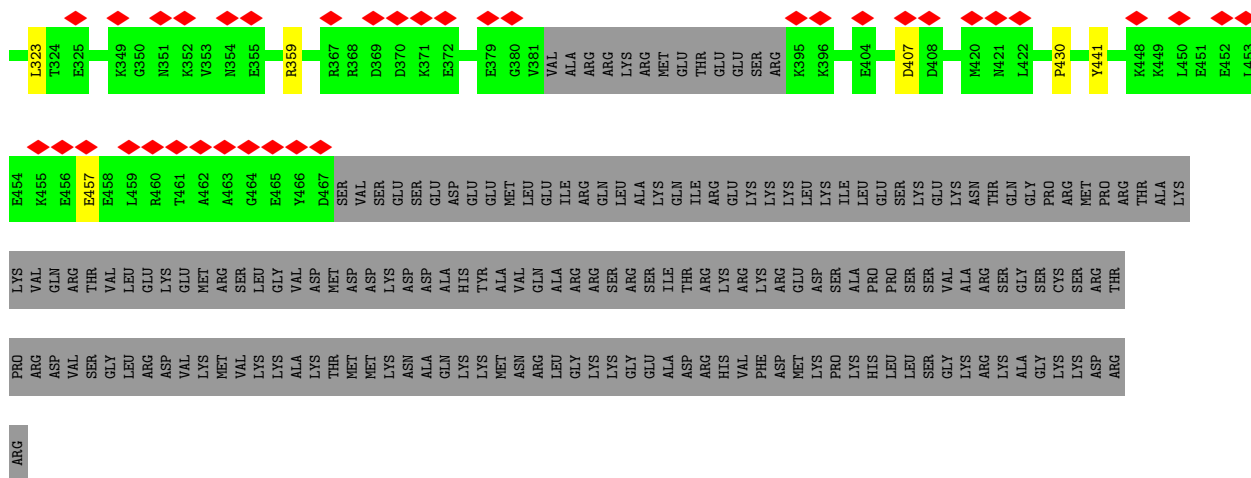 L323 T324 E325 K349 G350 N351 K352 V353 N354 E355 R359 R367 R368 D369 D370 K371 E372 E379 G380 V381 VAL ALA ARG ARG LYS ARG MET GLU THR GLU GLU SER ARG K395 K396 E404 D407 D408 M420 N421 L422 P430 Y441 K448 K449 L450 E451 E452 L453
E454 K455 E456 E457 E458 L459 R460 T461 A462 A463 G464 E465 Y466 D467 SER VAL SER GLU SER GLU ASP GLU GLU MET LEU GLU ILE ARG GLN LEU ALA LYS GLN ILE ARG GLU LYS LYS LYS LEU LYS ILE LEU GLU SER LYS GLU LYS ASN THR GLN GLY PRO ARG MET PRO ARG THR ALA LYS
LYS VAL GLN ARG THR VAL LEU GLU LYS GLU MET ARG SER LEU GLY VAL ASP MET ASP ASP LYS ASP ASP ALA HIS TYR ALA VAL GLN ALA ARG ARG SER ARG SER ILE THR ARG LYS ARG LYS ARG GLU ASP SER ALA PRO PRO SER SER VAL ALA ARG SER GLY SER CYS SER ARG THR
PRO ARG ASP VAL SER GLY LEU ARG ASP VAL LYS MET VAL LYS LYS ALA LYS THR MET MET LYS ASN ALA GLN LYS LYS MET ASN ARG LEU GLY LYS LYS GLY GLU ALA ASP ARG HIS VAL PHE ASP MET LYS PRO LYS HIS LEU LEU SER GLY LYS ARG LYS ALA GLY LYS LYS ASP ARG
ARG